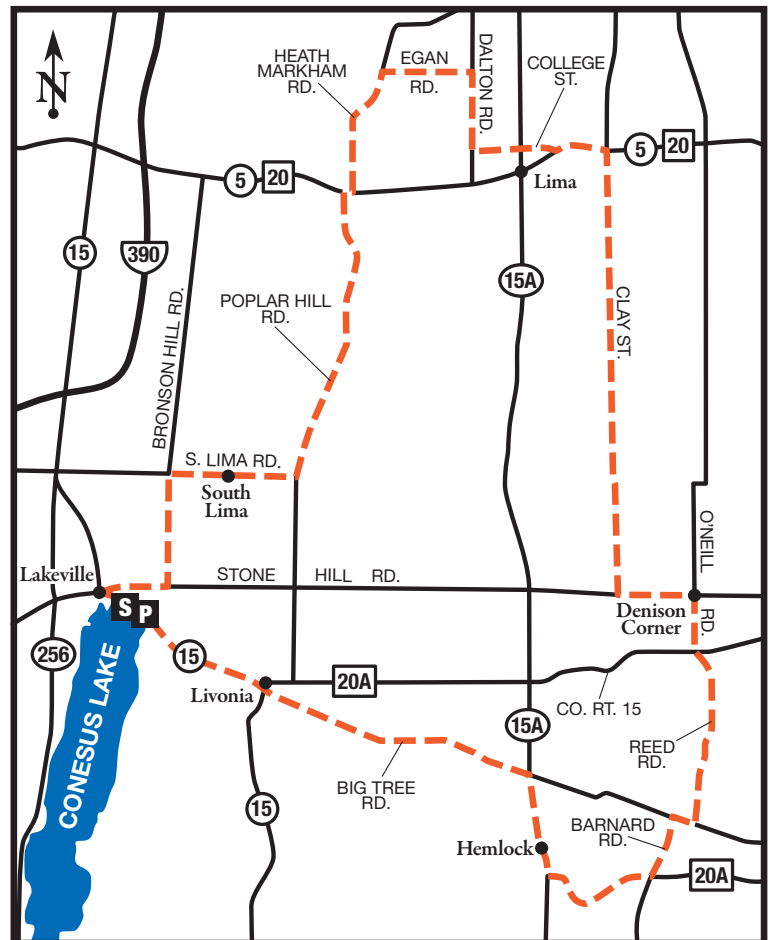 N
HEATH
MARKHAM
RD.
EGAN
RD.
DALTON RD.
COLLEGE
ST.
5 20
5 20
Lima
15
390
15A
BRONSON HILL RD.
POPLAR HILL
RD.
CLAY ST.
S. LIMA RD.
South
Lima
O'NEILL
RD.
Lakeville
STONE HILL RD.
Denison
Corner
S P
256
15
Livonia
20A
CO. RT. 15
15A
REED
RD.
CONESUS LAKE
BIG TREE
RD.
15
Hemlock
BARNARD
RD.
20A